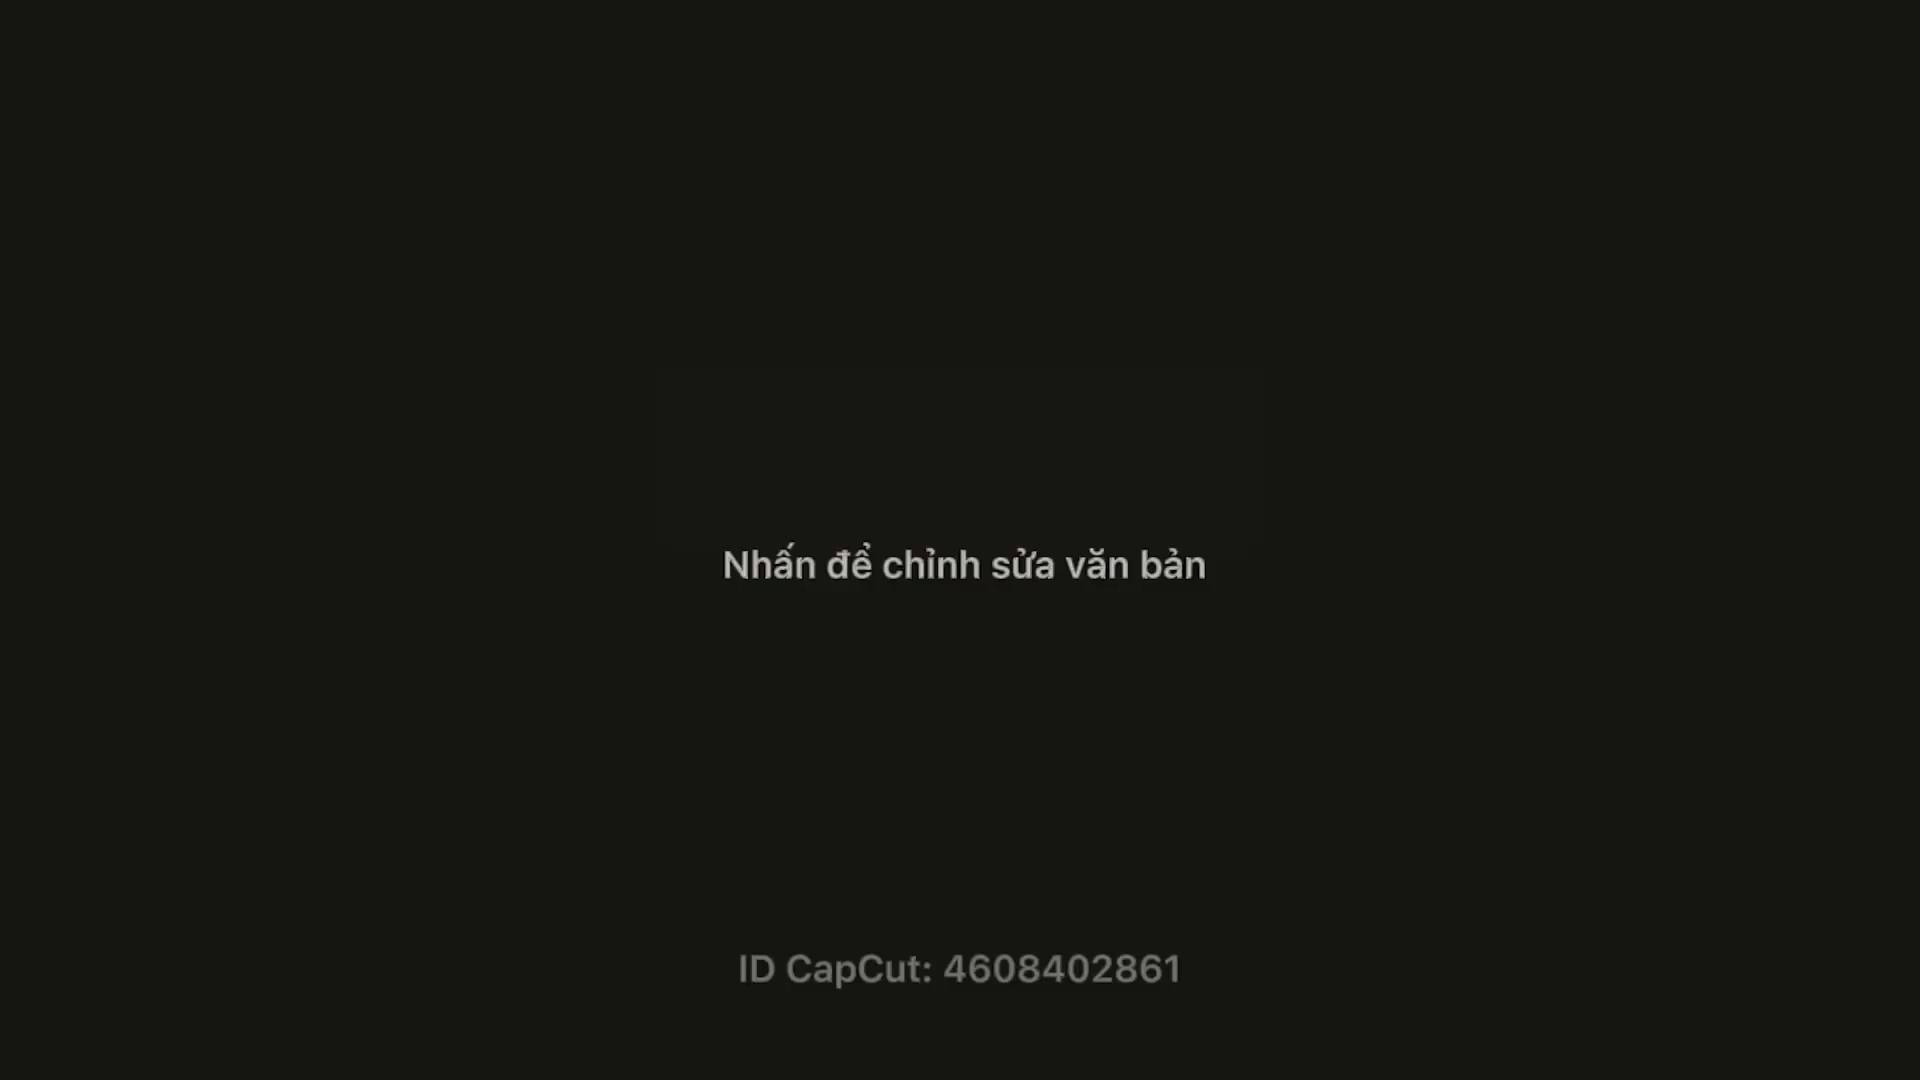 Nhấn để chỉnh sửa văn bản
ID CapCut: 4608402861